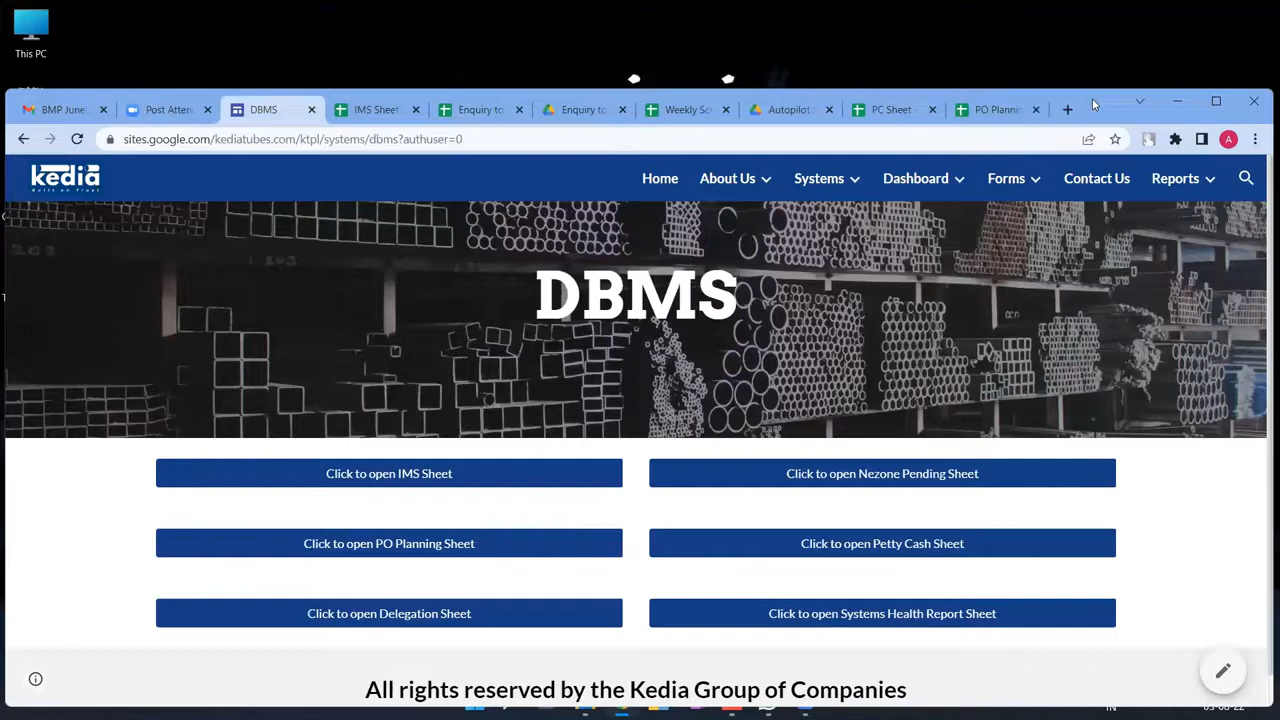 This PC
BMP June
Post Atten
DBMS
IMS Sheet
Enquiry to
Enquiry to
Weekly Sc
Autopilot
PC Sheet -
PO Plannin
sites.google.com/kediatubes.com/ktpl/systems/dbms?authuser=0
A
kedia
Built on Trust
Home
About Us
Systems
Dashboard
Forms
Contact Us
Reports
DBMS
Click to open IMS Sheet
Click to open Nezone Pending Sheet
Click to open PO Planning Sheet
Click to open Petty Cash Sheet
Click to open Delegation Sheet
Click to open Systems Health Report Sheet
All rights reserved by the Kedia Group of Companies
IN